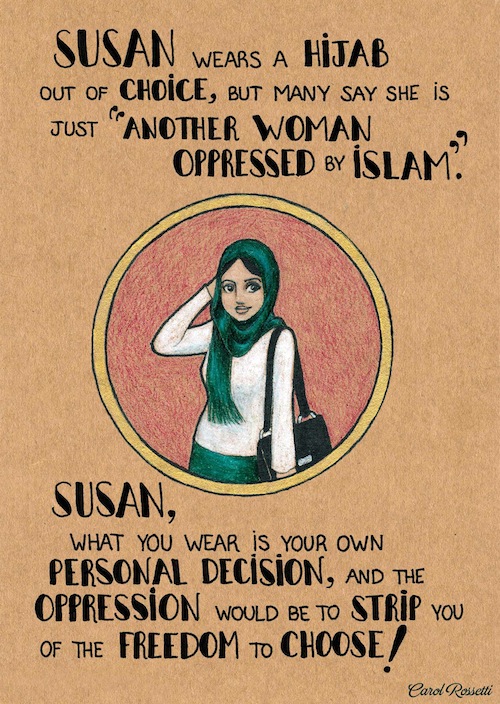 SUSAN WEARS A HiJAB
OUT OF CHOiCE, BUT MANY SAY SHE iS
JUST “ANOTHER WOMAN
OPPRESSED BY iSLAM”.
SUSAN,
WHAT YOU WEAR iS YOUR OWN
PERSONAL DECiSiON, AND THE
OPPRESSiON WOULD BE TO STRiP YOU
OF THE FREEDOM TO CHOOSE!
Carol Rossetti